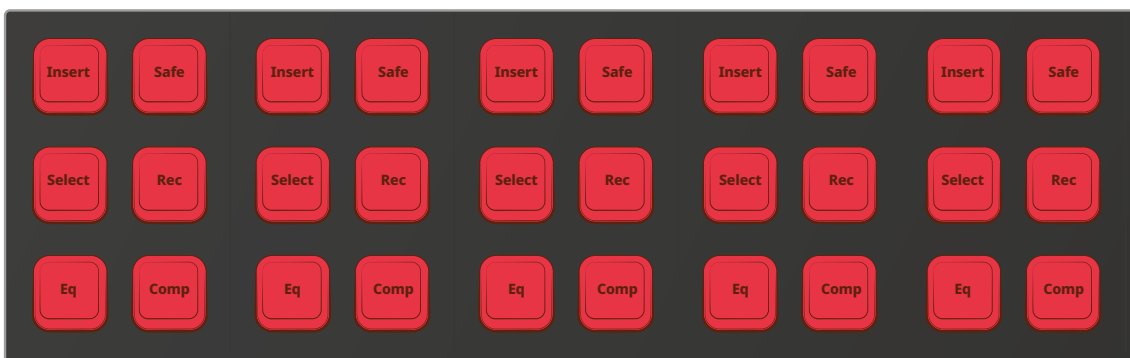 Insert Safe Insert Safe Insert Safe Insert Safe Insert Safe
Select Rec Select Rec Select Rec Select Rec Select Rec
Eq Comp Eq Comp Eq Comp Eq Comp Eq Comp